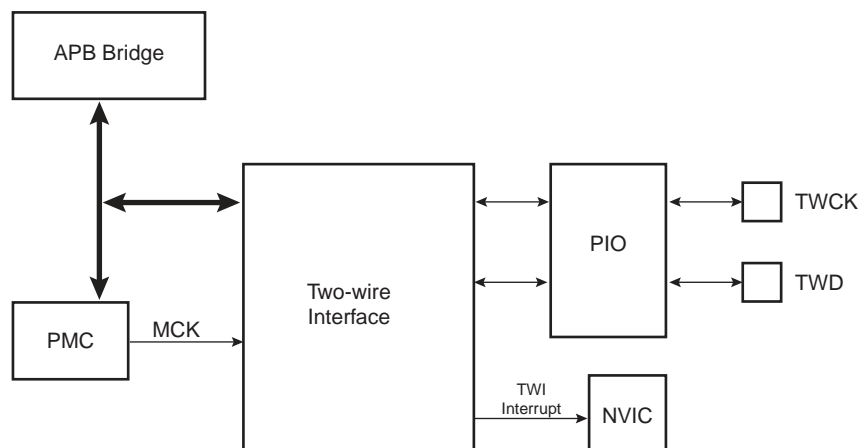 APB Bridge
TWCK
PIO
TWD
Two-wire
Interface
MCK
PMC
TWI
Interrupt
NVIC